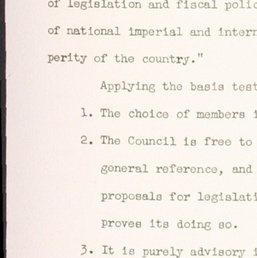 of legislation and fiscal polic
of national imperial and intern
perity of the country."
Applying the basis test
1. The choice of members i
2. The Council is free to
general reference, and
proposals for legislati
proves its doing so.
3. It is purely advisory i